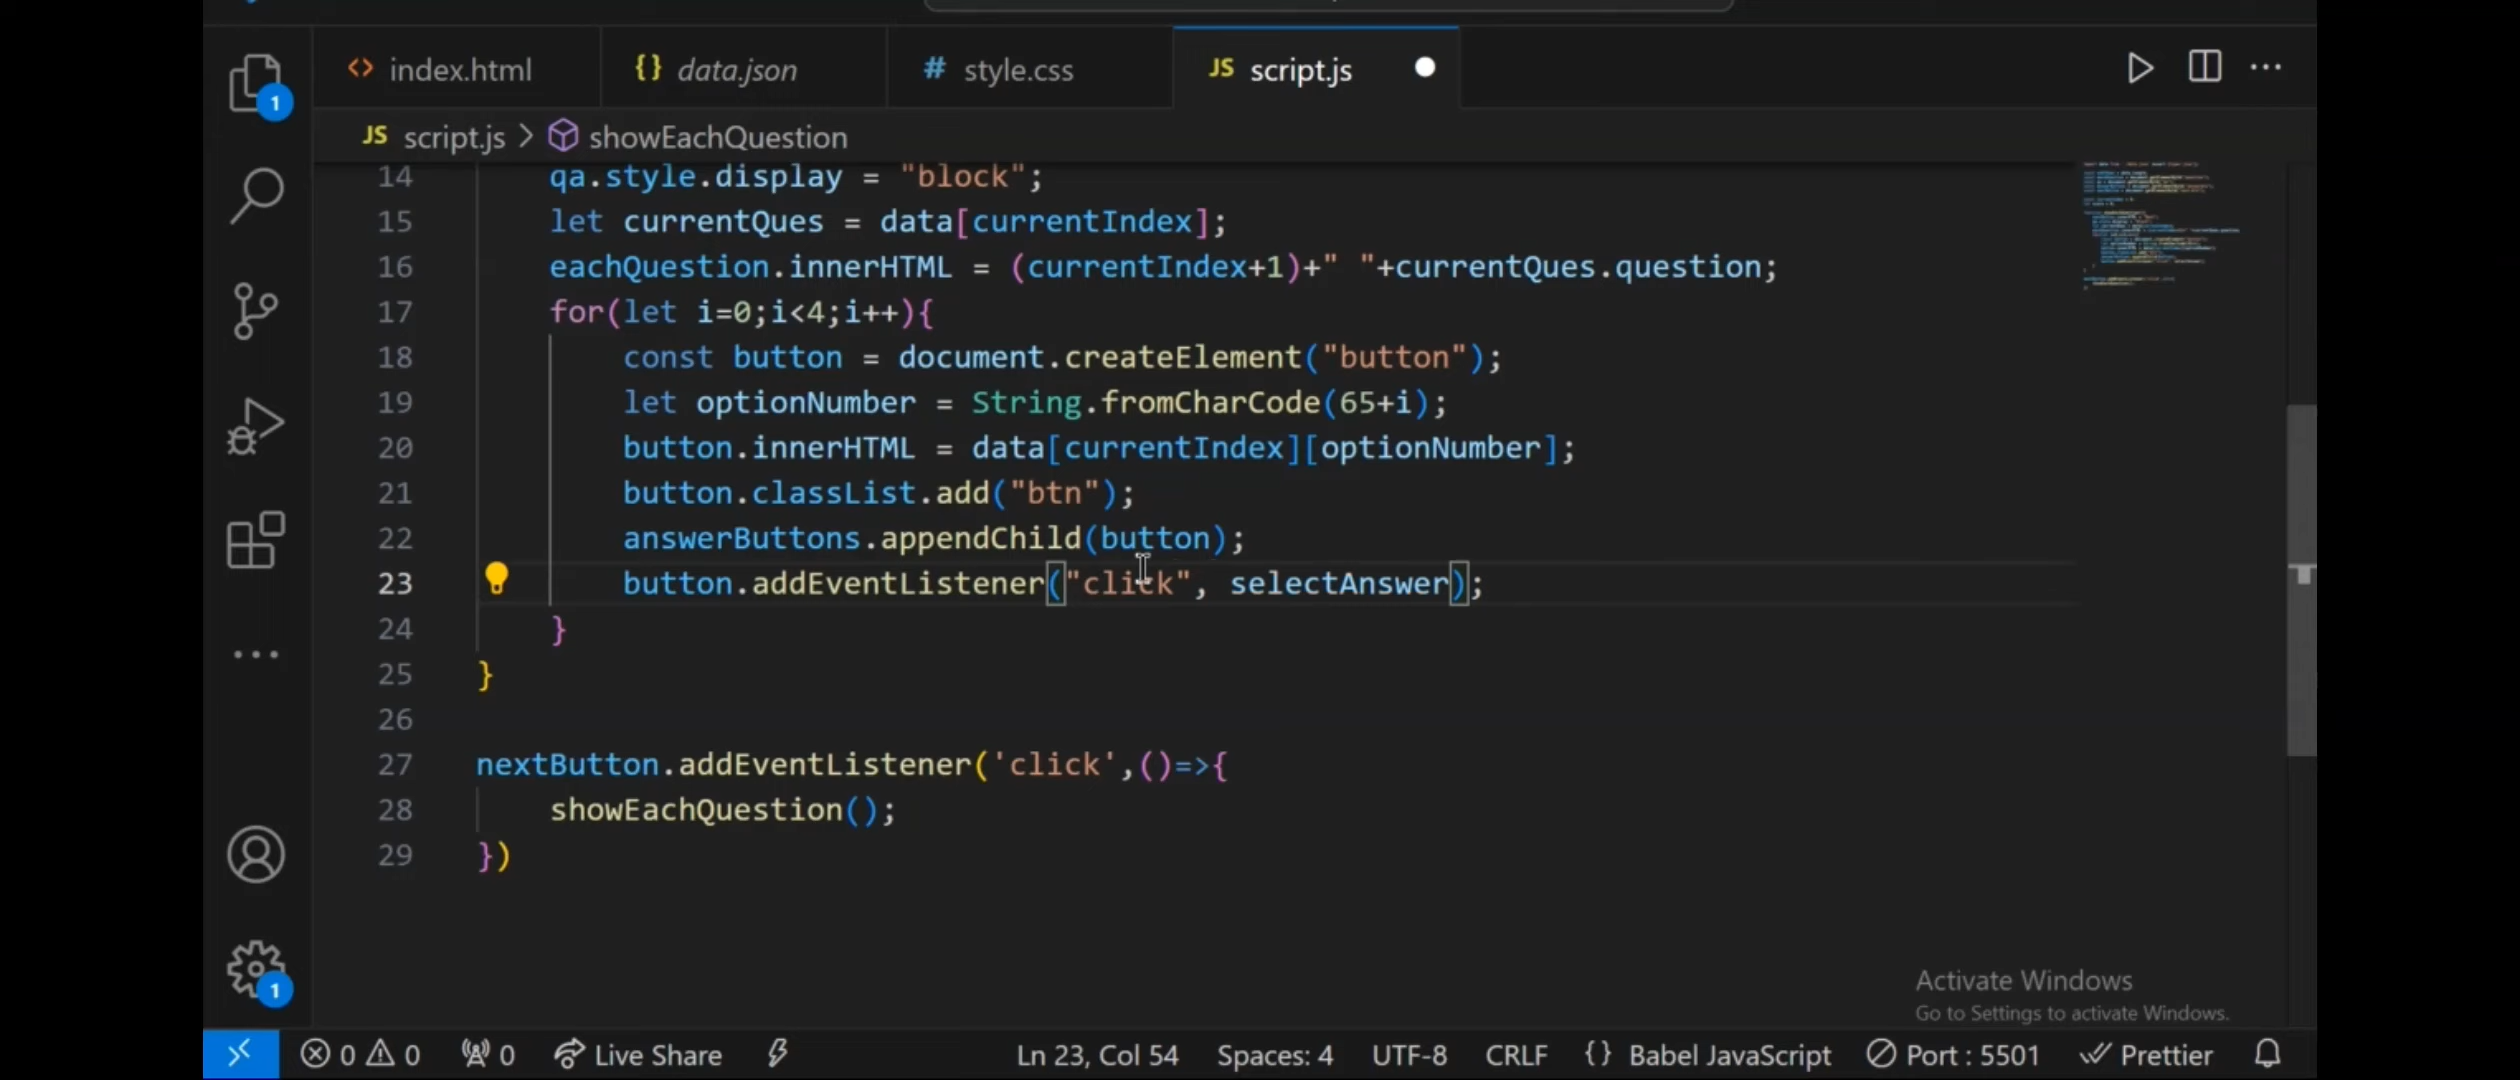 index.html
{} data.json
# style.css
JS script.js
1
JS script.js > showEachQuestion
14 qa.style.display = "block";
15 let currentQues = data[currentIndex];
16 eachQuestion.innerHTML = (currentIndex+1)+" "+currentQues.question;
17 for(let i=0;i<4;i++){
18 const button = document.createElement("button");
19 let optionNumber = String.fromCharCode(65+i);
20 button.innerHTML = data[currentIndex][optionNumber];
21 button.classList.add("btn");
22 answerButtons.appendChild(button);
23 button.addEventListener("click", selectAnswer);
24 }
25 }
26
27 nextButton.addEventListener('click',()=>{
28 showEachQuestion();
29 })
1
Activate Windows
Go to Settings to activate Windows.
0 0 0 Live Share Ln 23, Col 54 Spaces: 4 UTF-8 CRLF {} Babel JavaScript Port : 5501 Prettier